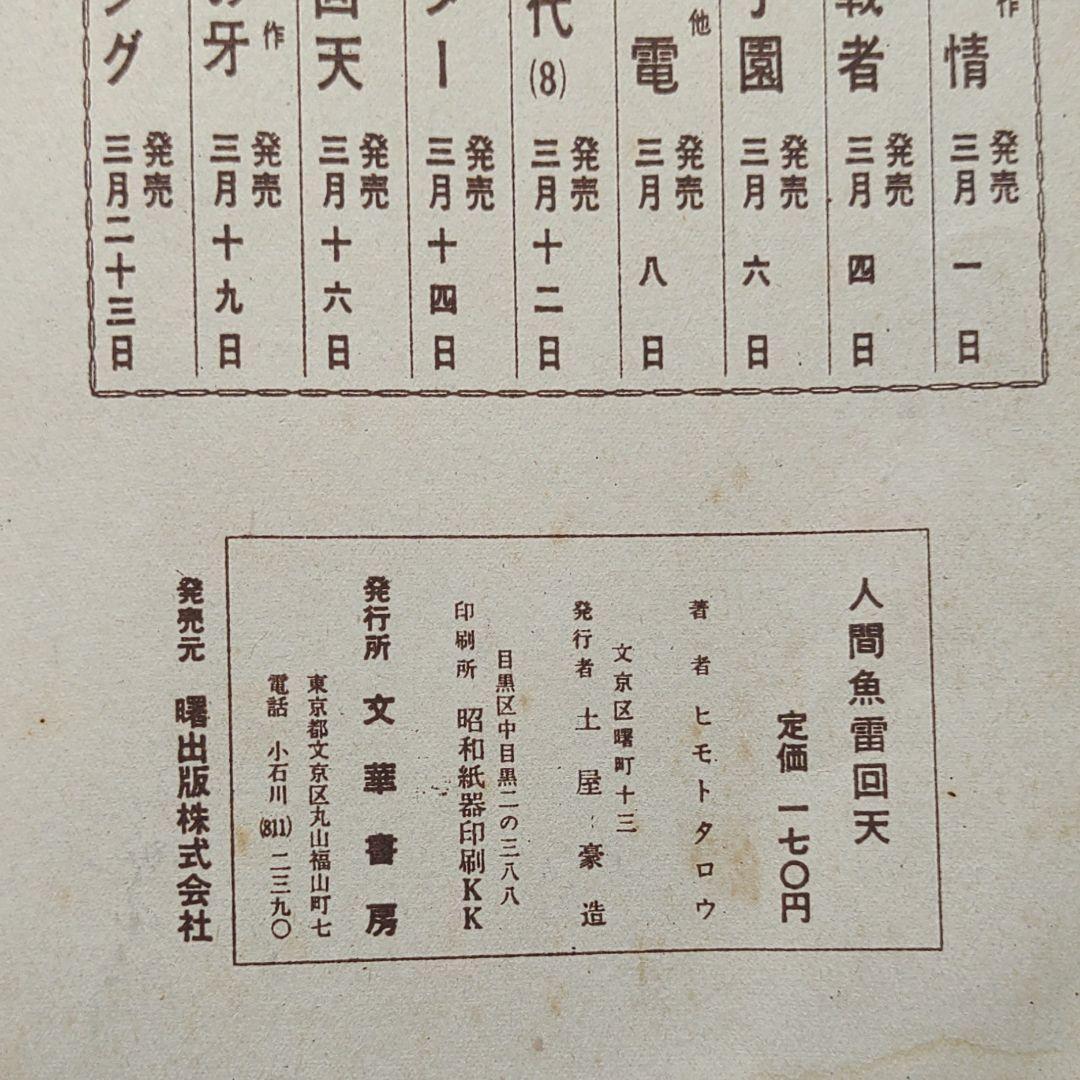 作
情
発売
三月一日
戦者
発売
三月四日
園
発売
三月六日
他
電
発売
三月八日
代(8)
発売
三月十二日
ー
発売
三月十四日
回天
発売
三月十六日
牙
作
発売
三月十九日
グ
発売
三月二十三日
人間魚雷回天
定価 一七〇円
著者 ヒモトタロウ
文京区曙町十三
発行者 土屋豪造
目黒区中目黒二の三八八
印刷所 昭和紙器印刷KK
発行所 文華書房
東京都文京区丸山福山町七
電話 小石川(811)二三九〇
発売元 曙出版株式会社